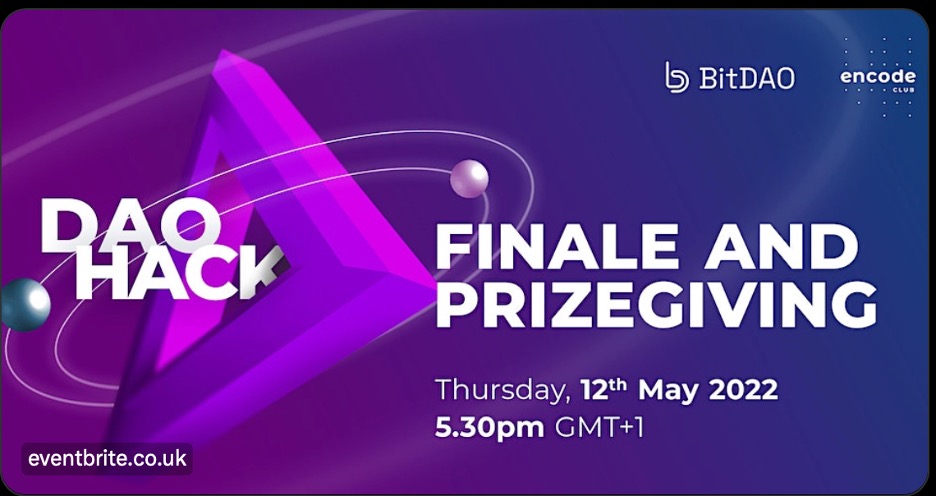 BitDAO
encode
CLUB
DAO
HACK
FINALE AND
PRIZEGIVING
Thursday, 12th May 2022
5.30pm GMT+1
eventbrite.co.uk